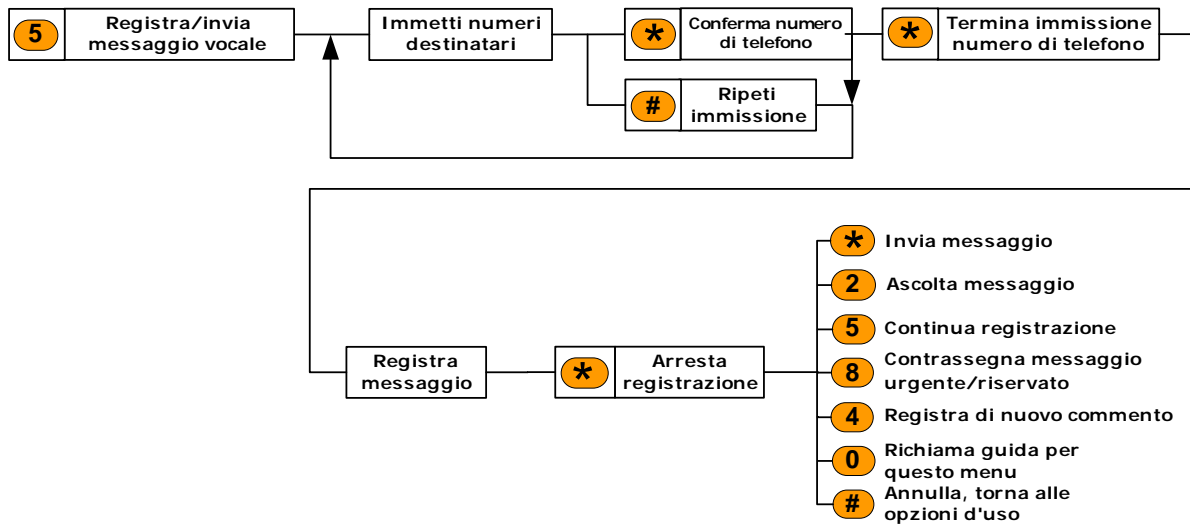 5
Registra/invia
messaggio vocale
Immetti numeri
destinatari
*
Conferma numero
di telefono
*
Termina immissione
numero di telefono
#
Ripeti
immissione
Registra
messaggio
*
Arresta
registrazione
* Invia messaggio
2 Ascolta messaggio
5 Continua registrazione
8 Contrassegna messaggio
urgente/riservato
4 Registra di nuovo commento
0 Richiama guida per
questo menu
# Annulla, torna alle
opzioni d'uso